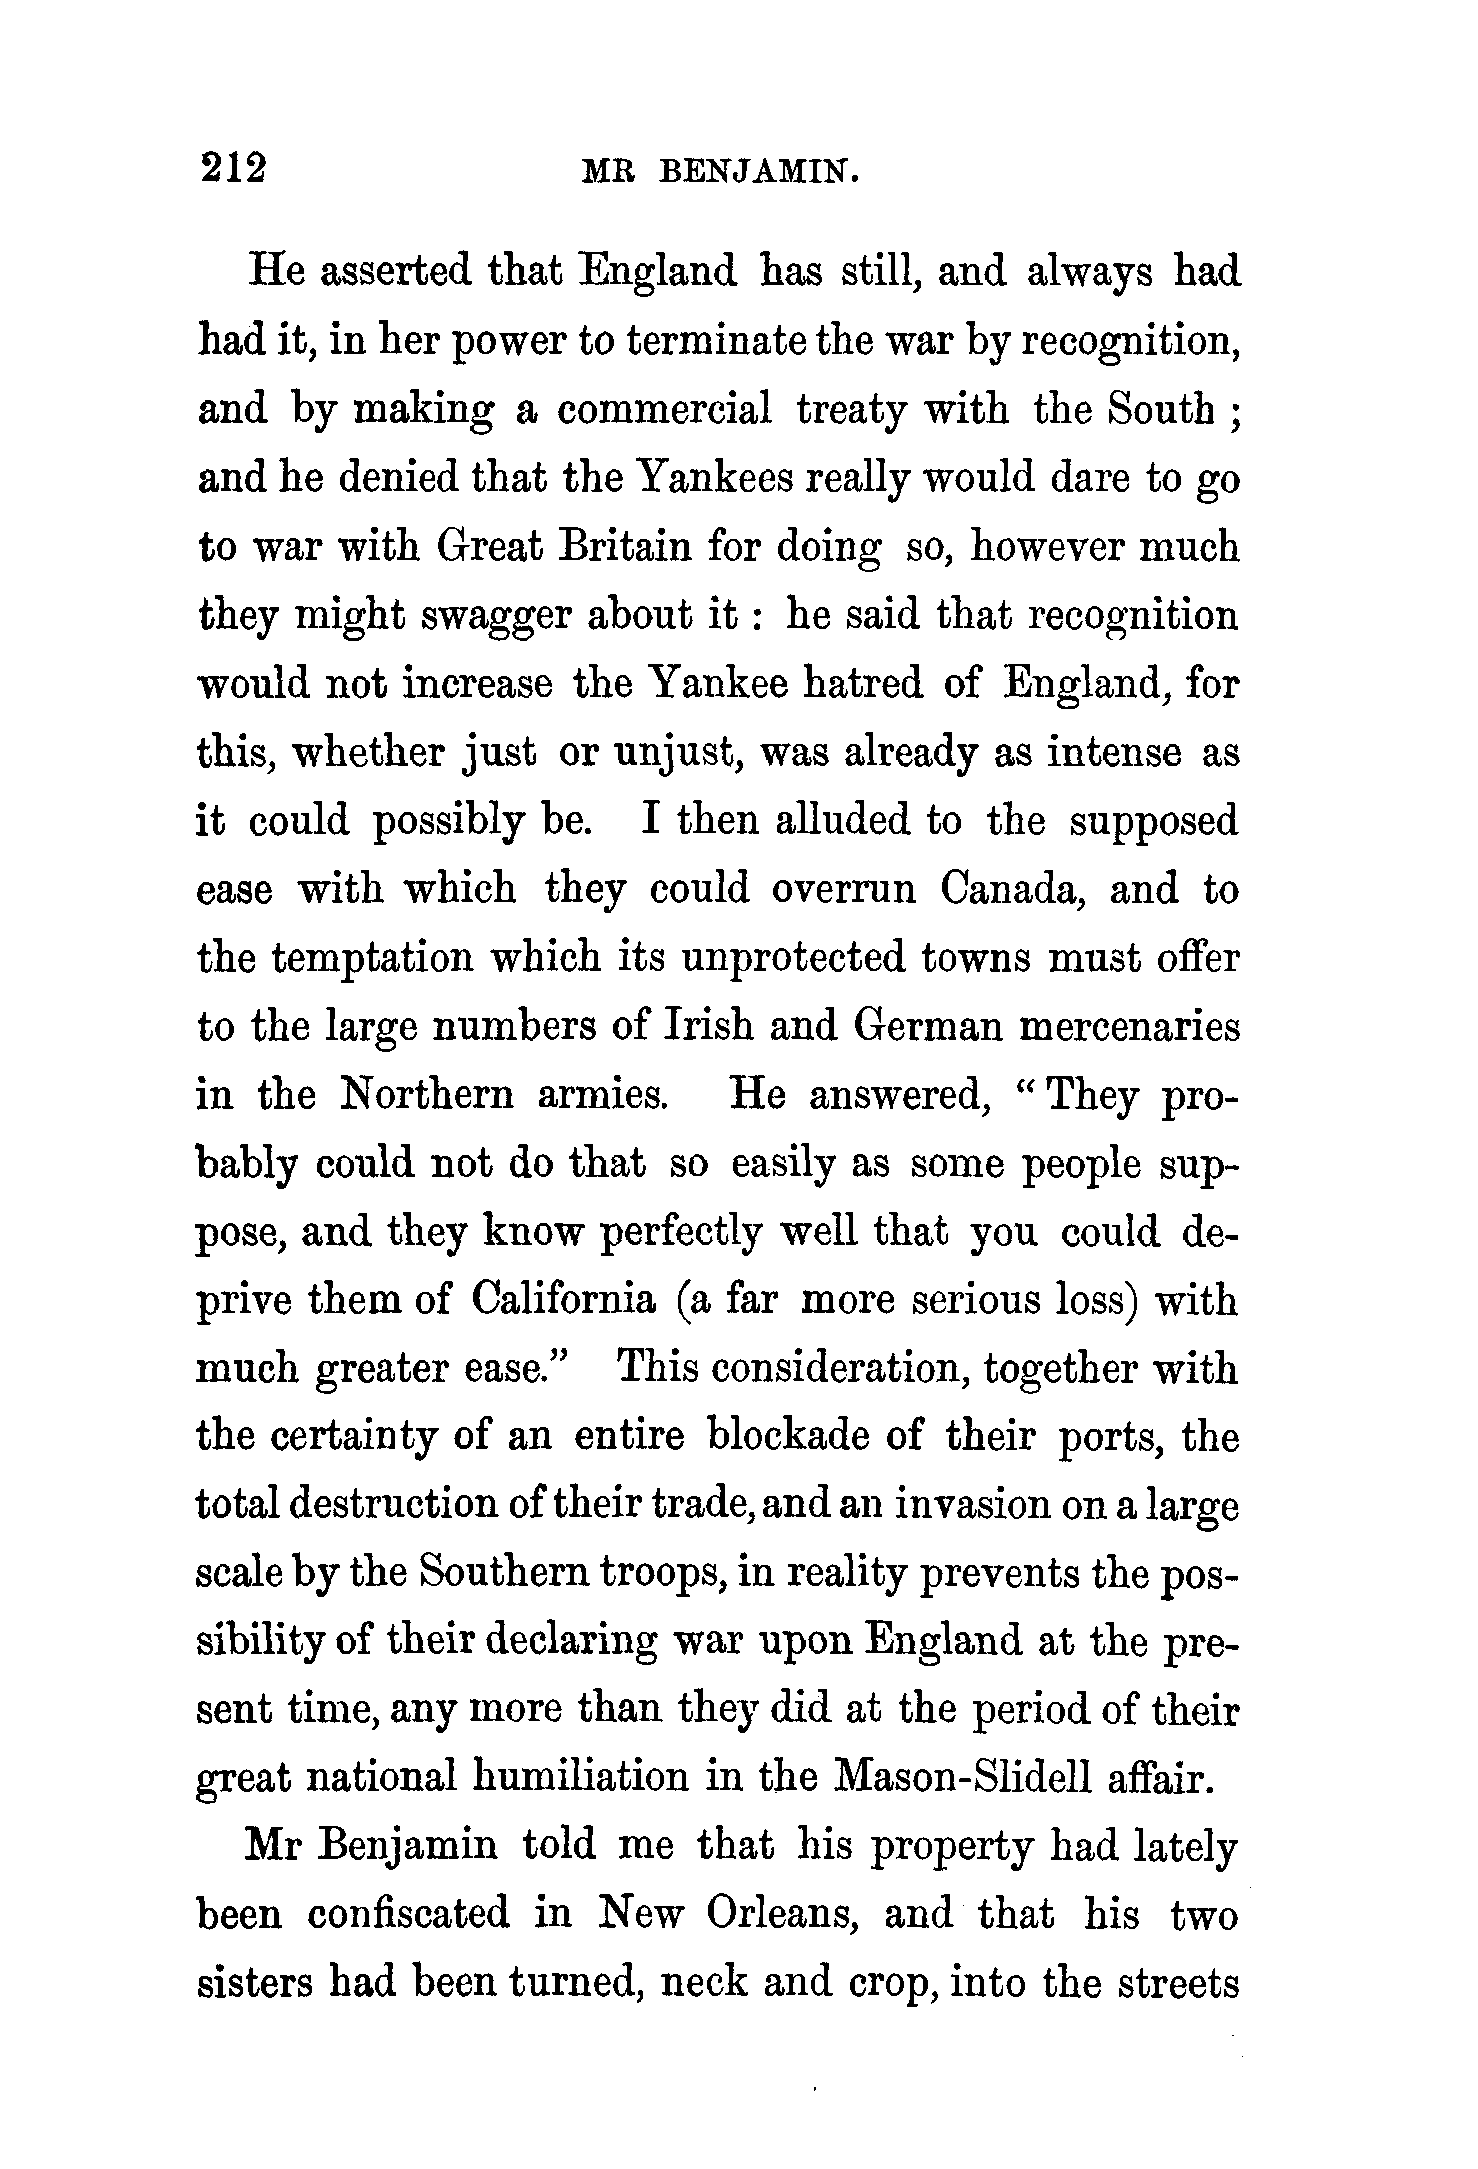 212 MR BENJAMIN.
He asserted that England has still, and always had
had it, in her power to terminate the war by recognition,
and by making a commercial treaty with the South ;
and he denied that the Yankees really would dare to go
to war with Great Britain for doing so, however much
they might swagger about it : he said that recognition
would not increase the Yankee hatred of England, for
this, whether just or unjust, was already as intense as
it could possibly be. I then alluded to the supposed
ease with which they could overrun Canada, and to
the temptation which its unprotected towns must offer
to the large numbers of Irish and German mercenaries
in the Northern armies. He answered, “ They pro-
bably could not do that so easily as some people sup-
pose, and they know perfectly well that you could de-
prive them of California (a far more serious loss) with
much greater ease.” This consideration, together with
the certainty of an entire blockade of their ports, the
total destruction of their trade, and an invasion on a large
scale by the Southern troops, in reality prevents the pos-
sibility of their declaring war upon England at the pre-
sent time, any more than they did at the period of their
great national humiliation in the Mason-Slidell affair.
Mr Benjamin told me that his property had lately
been confiscated in New Orleans, and that his two
sisters had been turned, neck and crop, into the streets